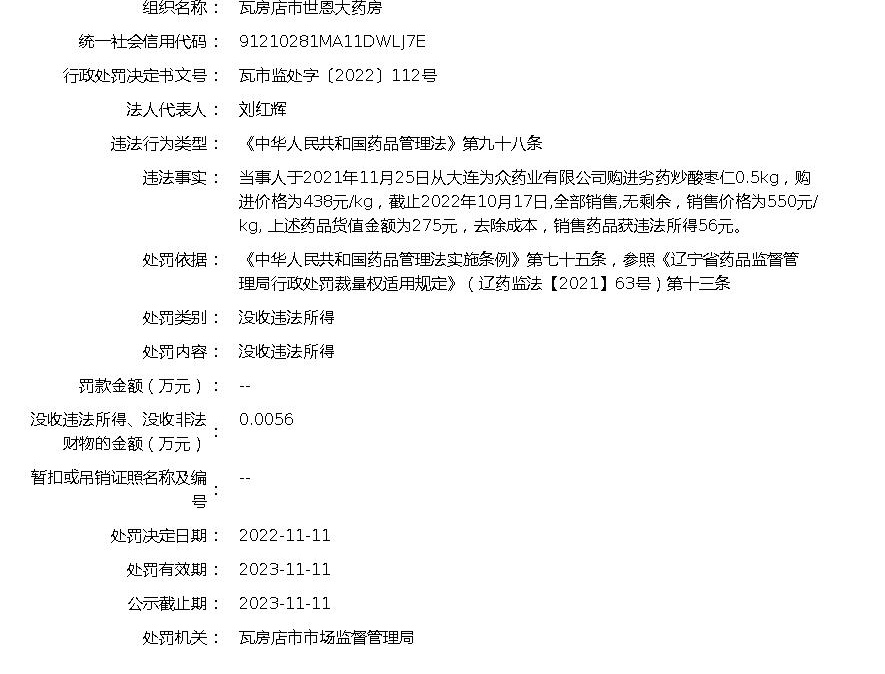 组织名称： 瓦房店市世恩大药房
统一社会信用代码： 91210281MA11DWLJ7E
行政处罚决定书文号： 瓦市监处字〔2022〕112号
法人代表人： 刘红辉
违法行为类型： 《中华人民共和国药品管理法》第九十八条
违法事实： 当事人于2021年11月25日从大连为众药业有限公司购进劣药炒酸枣仁0.5kg，购
进价格为438元/kg，截止2022年10月17日,全部销售,无剩余，销售价格为550元/
kg, 上述药品货值金额为275元，去除成本，销售药品获违法所得56元。
处罚依据： 《中华人民共和国药品管理法实施条例》第七十五条，参照《辽宁省药品监督管
理局行政处罚裁量权适用规定》（辽药监法【2021】63号）第十三条
处罚类别： 没收违法所得
处罚内容： 没收违法所得
罚款金额（万元）： --
没收违法所得、没收非法
财物的金额（万元）： 0.0056
暂扣或吊销证照名称及编
号： --
处罚决定日期： 2022-11-11
处罚有效期： 2023-11-11
公示截止期： 2023-11-11
处罚机关： 瓦房店市市场监督管理局